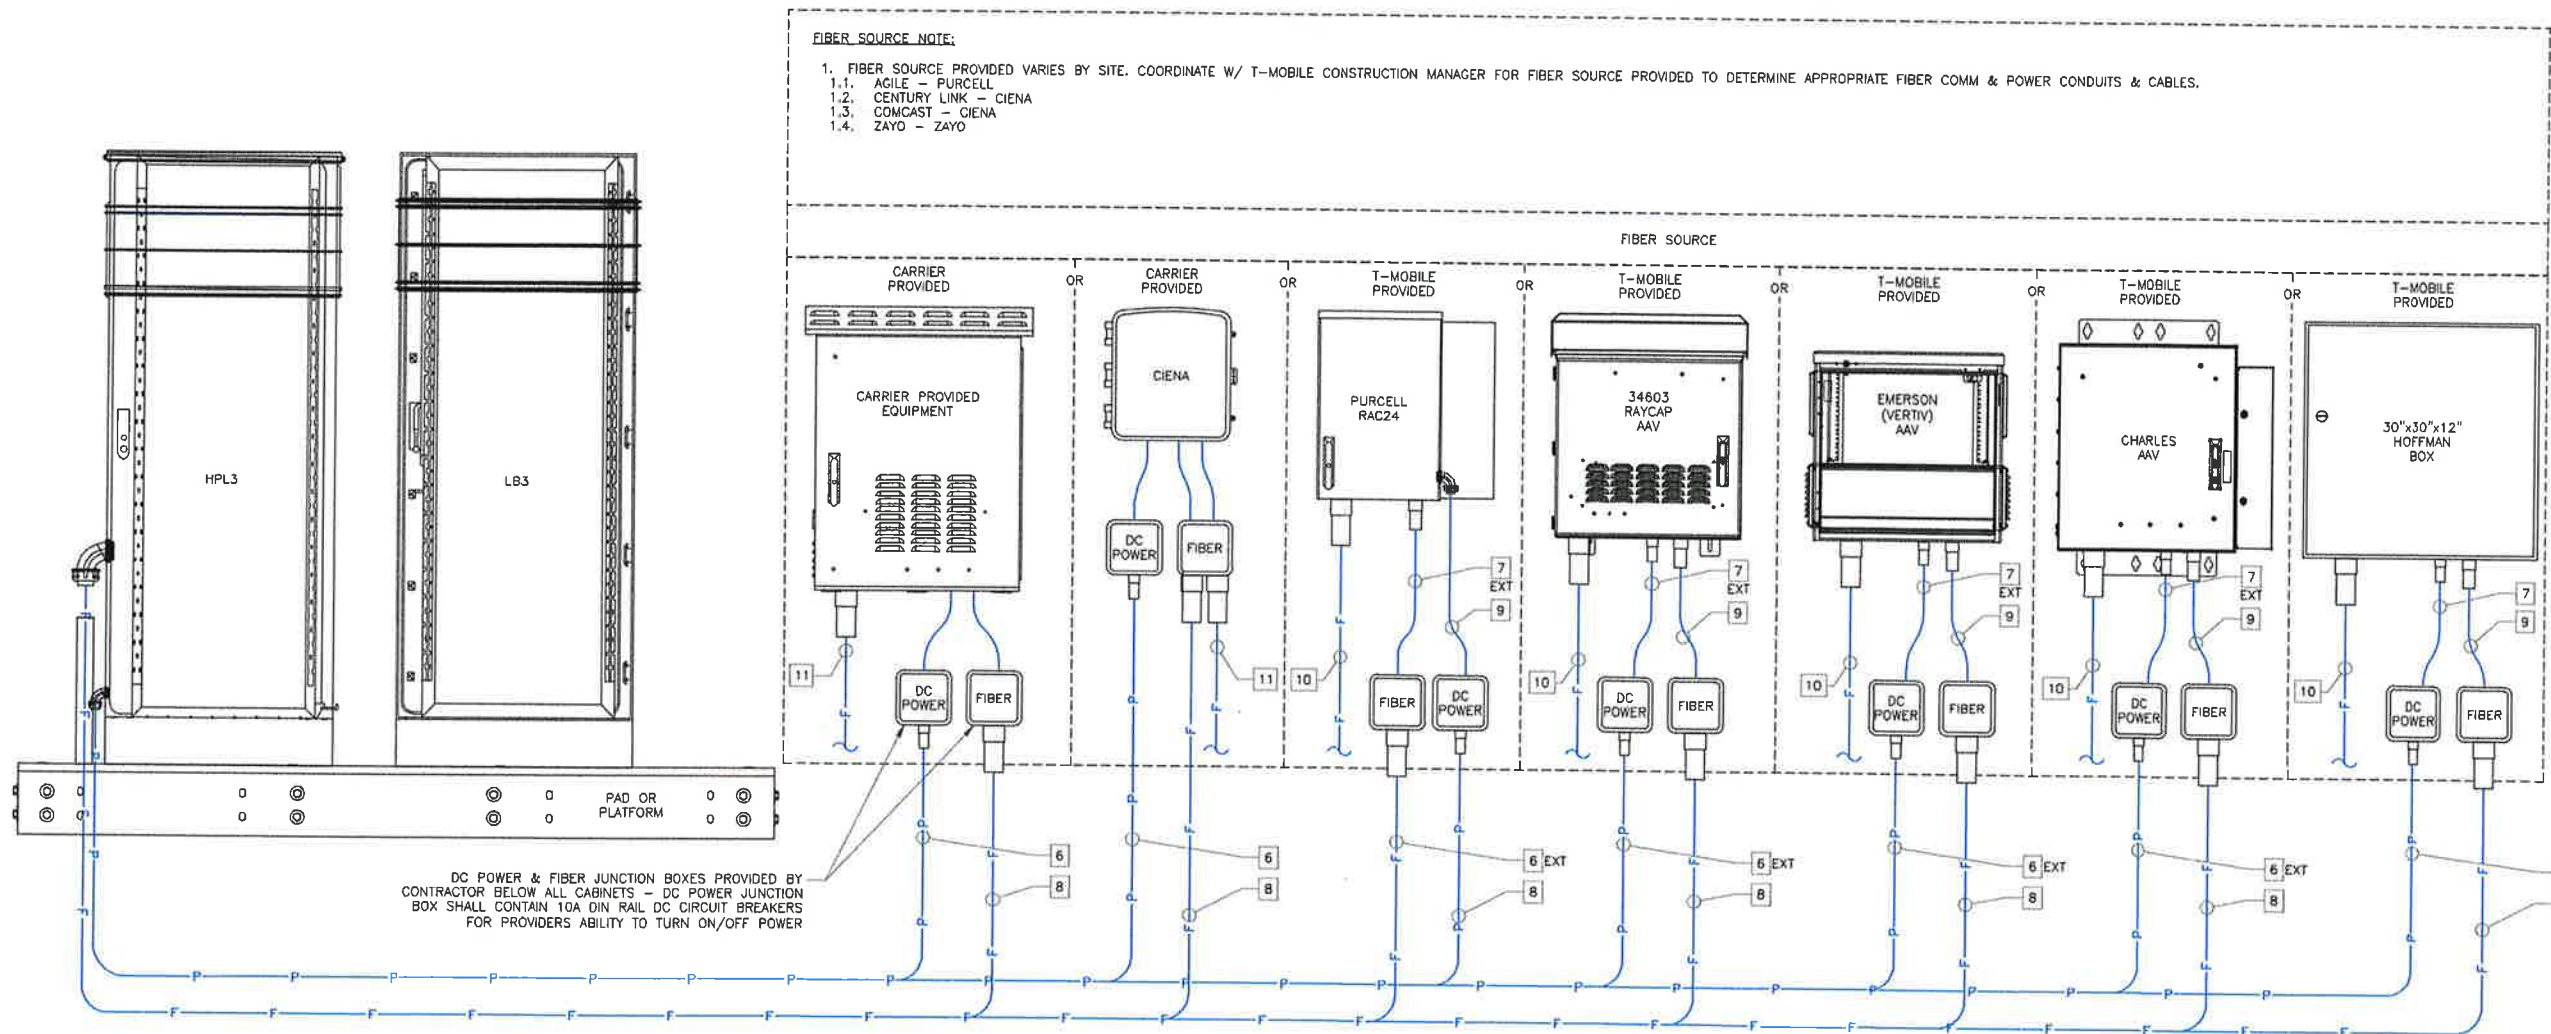 FIBER SOURCE NOTE:
1. FIBER SOURCE PROVIDED VARIES BY SITE. COORDINATE W/ T-MOBILE CONSTRUCTION MANAGER FOR FIBER SOURCE PROVIDED TO DETERMINE APPROPRIATE FIBER COMM & POWER CONDUITS & CABLES.
1.1. AGILE - PURCELL
1.2. CENTURY LINK - CIENA
1.3. COMCAST - CIENA
1.4. ZAYO - ZAYO
FIBER SOURCE
CARRIER
PROVIDED
OR
CARRIER
PROVIDED
OR
T-MOBILE
PROVIDED
OR
T-MOBILE
PROVIDED
OR
T-MOBILE
PROVIDED
OR
T-MOBILE
PROVIDED
OR
T-MOBILE
PROVIDED
HPL3
LB3
CARRIER PROVIDED
EQUIPMENT
CIENA
PURCELL
RAC24
34603
RAYCAP
AAV
EMERSON
(VERTIV)
AAV
CHARLES
AAV
30"x30"x12"
HOFFMAN
BOX
DC
POWER
FIBER
7
EXT
9
7
EXT
9
7
EXT
9
7
EXT
9
7
9
11
11
10
10
10
10
10
DC
POWER
FIBER
FIBER
DC
POWER
DC
POWER
FIBER
DC
POWER
FIBER
DC
POWER
FIBER
DC
POWER
FIBER
PAD OR
PLATFORM
6
8
6
8
6 EXT
8
6 EXT
8
6 EXT
8
6 EXT
8
DC POWER & FIBER JUNCTION BOXES PROVIDED BY
CONTRACTOR BELOW ALL CABINETS - DC POWER JUNCTION
BOX SHALL CONTAIN 10A DIN RAIL DC CIRCUIT BREAKERS
FOR PROVIDERS ABILITY TO TURN ON/OFF POWER
P P P P P P P P P P P P P P P P P P P P P P
F F F F F F F F F F F F F F F F F F F F F F F